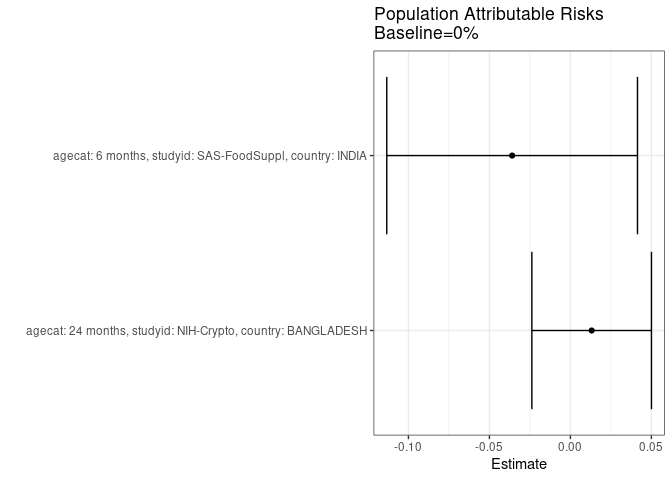 Population Attributable Risks
Baseline=0%
agecat: 6 months, studyid: SAS-FoodSuppl, country: INDIA
agecat: 24 months, studyid: NIH-Crypto, country: BANGLADESH
-0.10 -0.05 0.00 0.05
Estimate